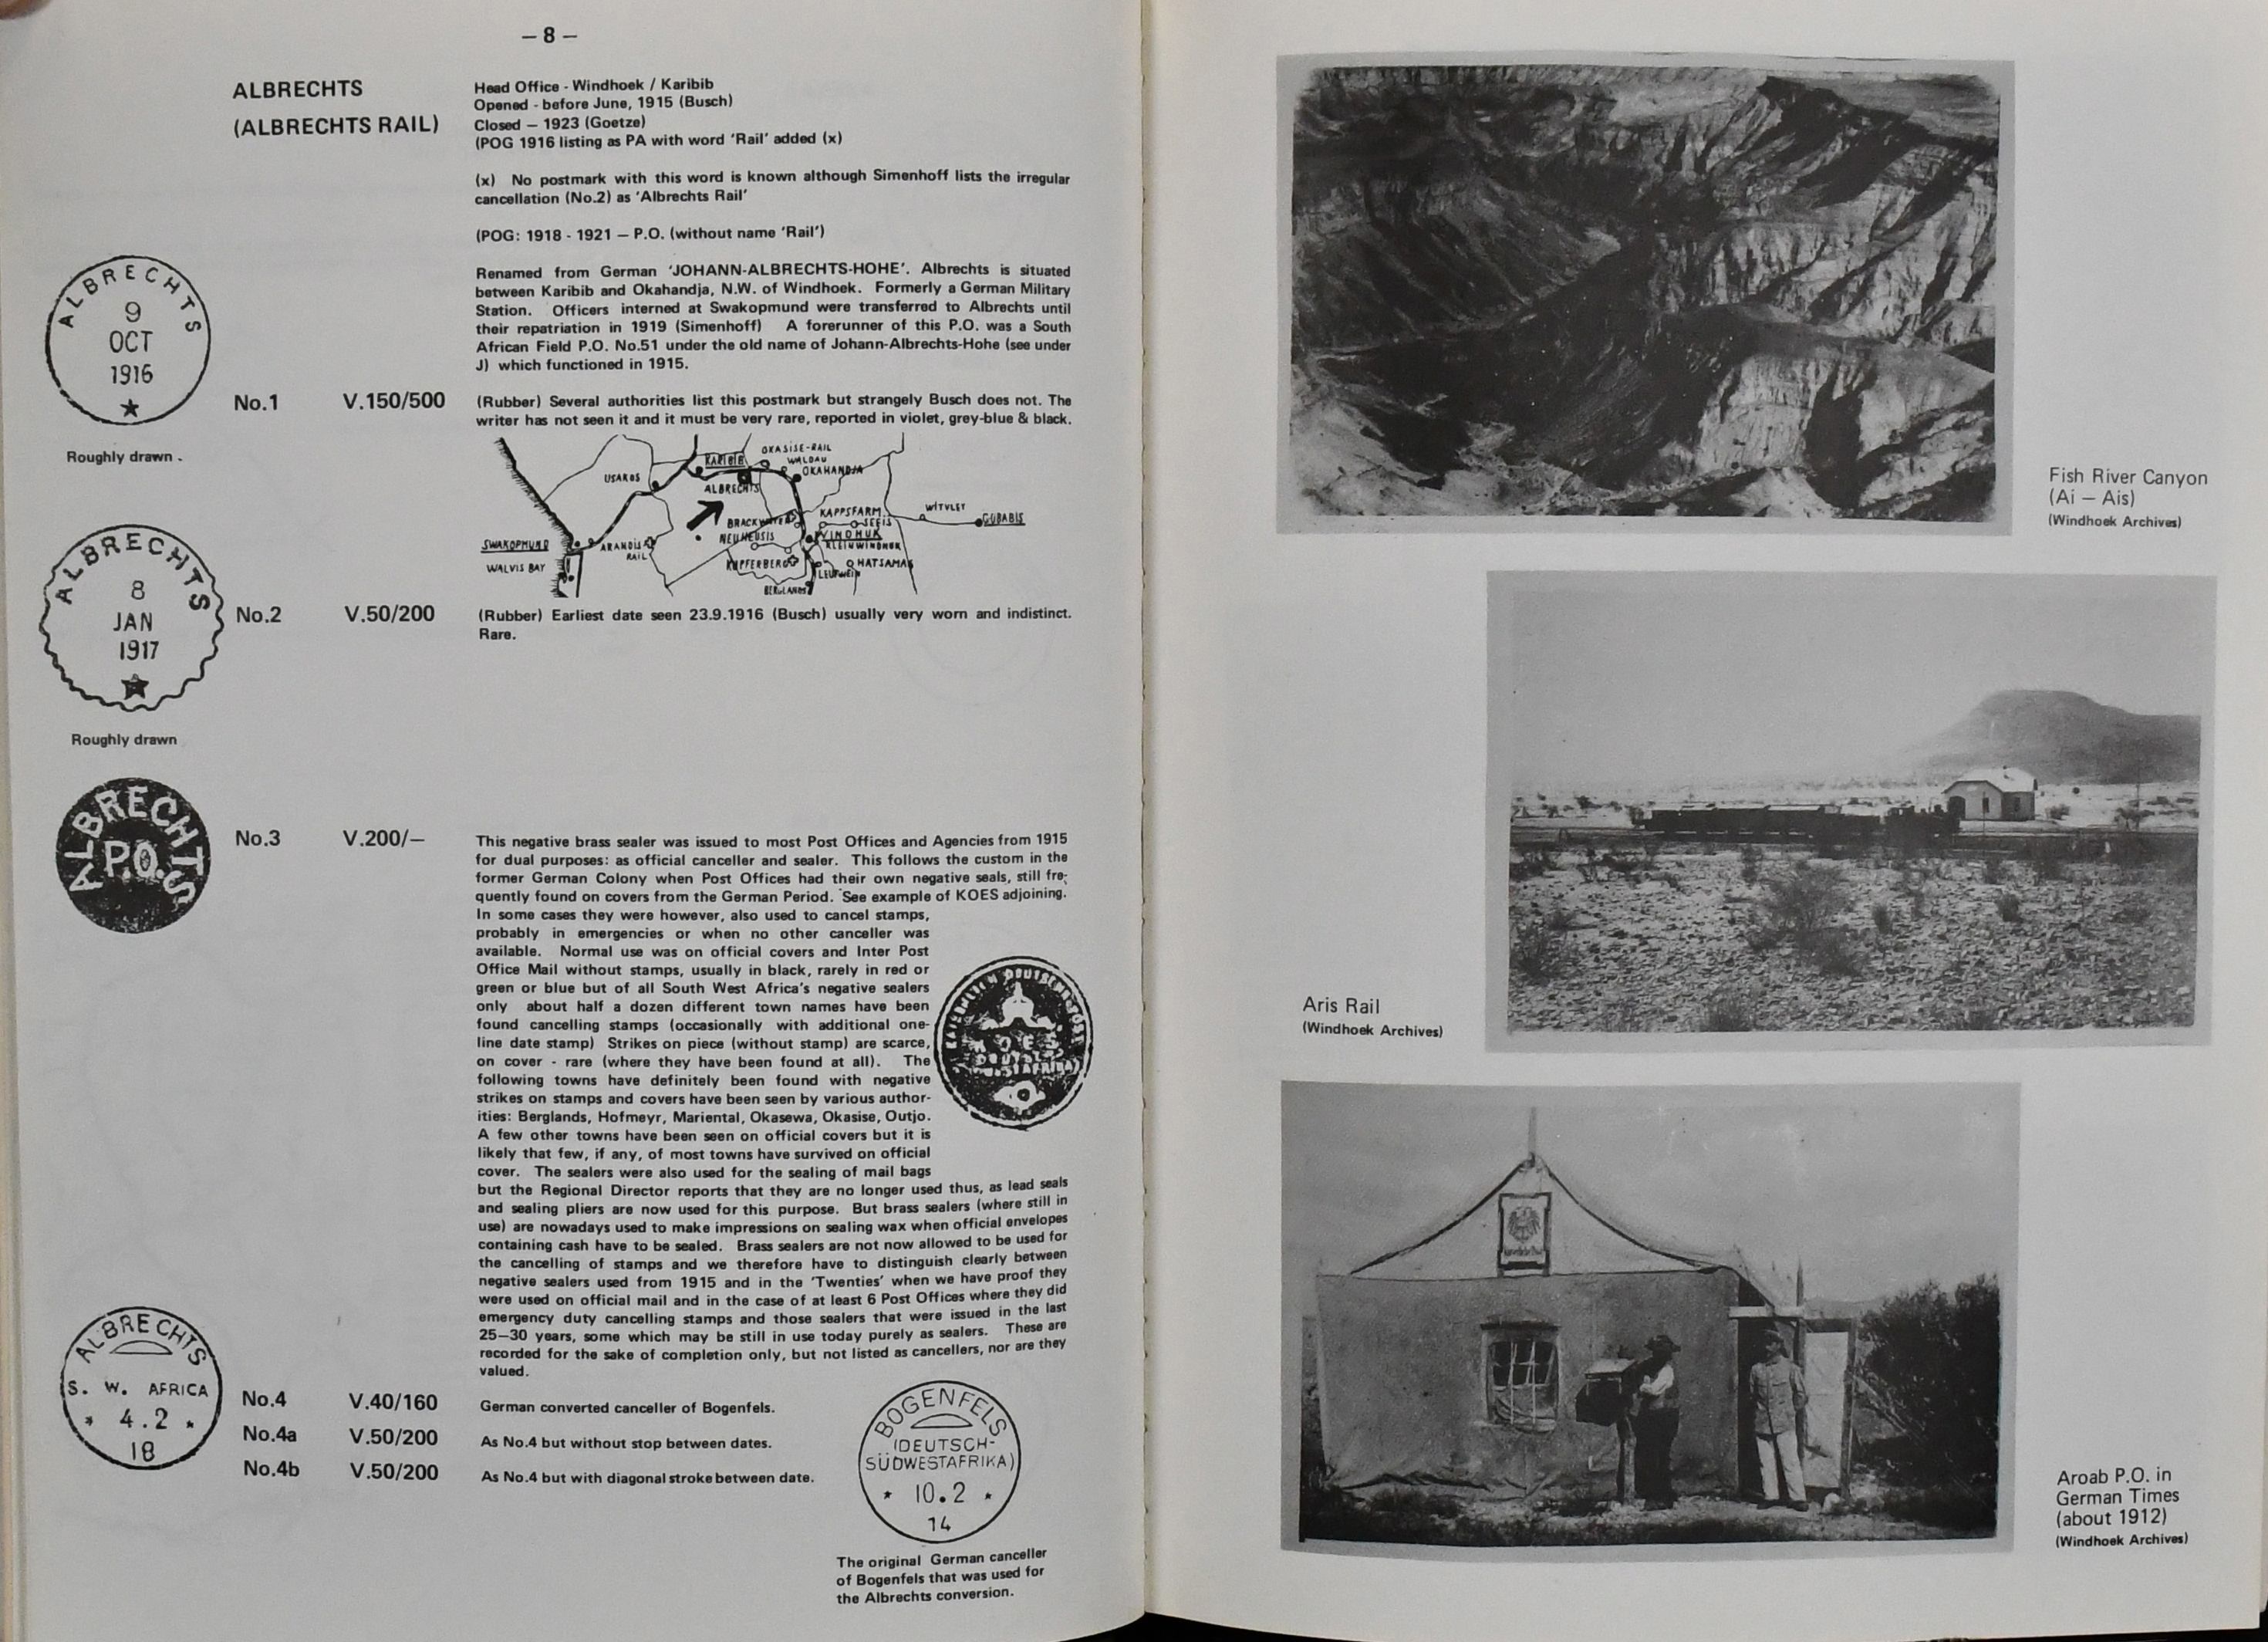 – 8 –
ALBRECHTS
(ALBRECHTS RAIL)
Head Office - Windhoek / Karibib
Opened - before June, 1915 (Busch)
Closed – 1923 (Goetze)
(POG 1916 listing as PA with word 'Rail' added (x)
(x) No postmark with this word is known although Simenhoff lists the irregular
cancellation (No.2) as 'Albrechts Rail'
(POG: 1918 - 1921 – P.O. (without name 'Rail')
Renamed from German 'JOHANN-ALBRECHTS-HOHE'. Albrechts is situated
between Karibib and Okahandja, N.W. of Windhoek. Formerly a German Military
Station. Officers interned at Swakopmund were transferred to Albrechts until
their repatriation in 1919 (Simenhoff) A forerunner of this P.O. was a South
African Field P.O. No.51 under the old name of Johann-Albrechts-Hohe (see under
J) which functioned in 1915.
ALBRECHTS
9
OCT
1916
Roughly drawn .
No.1 V.150/500
(Rubber) Several authorities list this postmark but strangely Busch does not. The
writer has not seen it and it must be very rare, reported in violet, grey-blue & black.
OKASISE-RAIL
KARIBIB
WALDAU
OKAHANDJA
USAKOS
ALBRECHTS
WITVLEY
KAPPSFARM
GOBABIS
BRACKWATER
SEEIS
NEUHEUSIS
WINDHUK
SWAKOPMUND
ARANDIS
RAIL
KLEINWINDHUK
WALVIS BAY
KUPFERBERG
HATSAMAS
LEUTWEIN
BERGLANDS
ALBRECHTS
8
JAN
1917
Roughly drawn
No.2 V.50/200
(Rubber) Earliest date seen 23.9.1916 (Busch) usually very worn and indistinct.
Rare.
ALBRECHTS
P.O.
No.3 V.200/–
This negative brass sealer was issued to most Post Offices and Agencies from 1915
for dual purposes: as official canceller and sealer. This follows the custom in the
former German Colony when Post Offices had their own negative seals, still fre-
quently found on covers from the German Period. See example of KOES adjoining.
In some cases they were however, also used to cancel stamps,
probably in emergencies or when no other canceller was
available. Normal use was on official covers and Inter Post
Office Mail without stamps, usually in black, rarely in red or
green or blue but of all South West Africa's negative sealers
only about half a dozen different town names have been
found cancelling stamps (occasionally with additional one-
line date stamp) Strikes on piece (without stamp) are scarce,
on cover - rare (where they have been found at all). The
following towns have definitely been found with negative
strikes on stamps and covers have been seen by various author-
ities: Berglands, Hofmeyr, Mariental, Okasewa, Okasise, Outjo.
A few other towns have been seen on official covers but it is
likely that few, if any, of most towns have survived on official
cover. The sealers were also used for the sealing of mail bags
but the Regional Director reports that they are no longer used thus, as lead seals
and sealing pliers are now used for this purpose. But brass sealers (where still in
use) are nowadays used to make impressions on sealing wax when official envelopes
containing cash have to be sealed. Brass sealers are not now allowed to be used for
the cancelling of stamps and we therefore have to distinguish clearly between
negative sealers used from 1915 and in the 'Twenties' when we have proof they
were used on official mail and in the case of at least 6 Post Offices where they did
emergency duty cancelling stamps and those sealers that were issued in the last
25–30 years, some which may be still in use today purely as sealers. These are
recorded for the sake of completion only, but not listed as cancellers, nor are they
valued.
KOES
ALBRECHTS
S. W. AFRICA
* 4.2 *
18
No.4 V.40/160 German converted canceller of Bogenfels.
No.4a V.50/200 As No.4 but without stop between dates.
No.4b V.50/200 As No.4 but with diagonal stroke between date.
BOGENFELS
(DEUTSCH-
SÜDWESTAFRIKA)
* 10.2 *
14
The original German canceller
of Bogenfels that was used for
the Albrechts conversion.
Fish River Canyon
(Ai – Ais)
(Windhoek Archives)
Aris Rail
(Windhoek Archives)
Aroab P.O. in
German Times
(about 1912)
(Windhoek Archives)